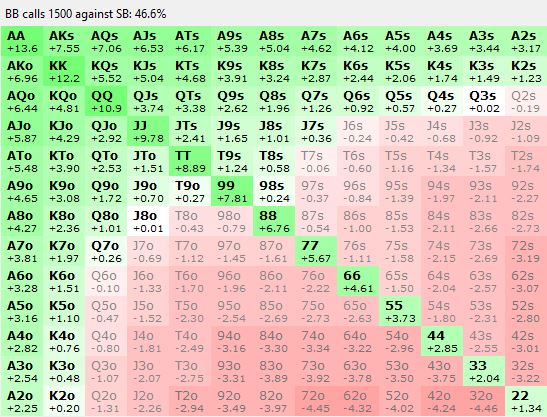 BB calls 1500 against SB: 46.6%
AA AKs AQs AJs ATs A9s A8s A7s A6s A5s A4s A3s A2s
+13.6 +7.55 +7.06 +6.53 +6.17 +5.39 +5.04 +4.62 +4.12 +4.00 +3.69 +3.44 +3.17
AKo KK KQs KJs KTs K9s K8s K7s K6s K5s K4s K3s K2s
+6.96 +12.2 +5.52 +5.04 +4.68 +3.91 +3.24 +2.87 +2.44 +2.06 +1.74 +1.49 +1.23
AQo KQo QQ QJs QTs Q9s Q8s Q7s Q6s Q5s Q4s Q3s Q2s
+6.44 +4.81 +10.9 +3.74 +3.38 +2.62 +1.96 +1.26 +0.92 +0.57 +0.27 +0.02 -0.19
AJo KJo QJo JJ JTs J9s J8s J7s J6s J5s J4s J3s J2s
+5.87 +4.29 +2.92 +9.78 +2.41 +1.65 +1.01 +0.36 -0.24 -0.42 -0.68 -0.92 -1.09
ATo KTo QTo JTo TT T9s T8s T7s T6s T5s T4s T3s T2s
+5.48 +3.90 +2.53 +1.51 +8.89 +1.24 +0.58 -0.06 -0.60 -1.16 -1.34 -1.57 -1.74
A9o K9o Q9o J9o T9o 99 98s 97s 96s 95s 94s 93s 92s
+4.65 +3.08 +1.72 +0.70 +0.27 +7.81 +0.24 -0.37 -0.84 -1.39 -1.97 -2.11 -2.27
A8o K8o Q8o J8o T8o 98o 88 87s 86s 85s 84s 83s 82s
+4.27 +2.36 +1.01 +0.01 -0.43 -0.79 +6.76 -0.54 -1.00 -1.53 -2.11 -2.66 -2.73
A7o K7o Q7o J7o T7o 97o 87o 77 76s 75s 74s 73s 72s
+3.81 +1.97 +0.26 -0.69 -1.12 -1.45 -1.61 +5.67 -1.11 -1.58 -2.15 -2.69 -3.19
A6o K6o Q6o J6o T6o 96o 86o 76o 66 65s 64s 63s 62s
+3.28 +1.51 -0.10 -1.33 -1.70 -1.96 -2.11 -2.22 +4.61 -1.50 -2.04 -2.57 -3.07
A5o K5o Q5o J5o T5o 95o 85o 75o 65o 55 54s 53s 52s
+3.16 +1.10 -0.47 -1.52 -2.30 -2.54 -2.69 -2.73 -2.63 +3.73 -1.80 -2.31 -2.80
A4o K4o Q4o J4o T4o 94o 84o 74o 64o 54o 44 43s 42s
+2.82 +0.76 -0.80 -1.81 -2.49 -3.16 -3.30 -3.34 -3.22 -2.96 +2.85 -2.55 -3.01
A3o K3o Q3o J3o T3o 93o 83o 73o 63o 53o 43o 33 32s
+2.54 +0.48 -1.07 -2.07 -2.75 -3.31 -3.89 -3.92 -3.78 -3.50 -3.75 +2.04 -3.22
A2o K2o Q2o J2o T2o 92o 82o 72o 62o 52o 42o 32o 22
+2.25 +0.20 -1.31 -2.26 -2.94 -3.49 -3.97 -4.45 -4.32 -4.02 -4.24 -4.46 +1.34